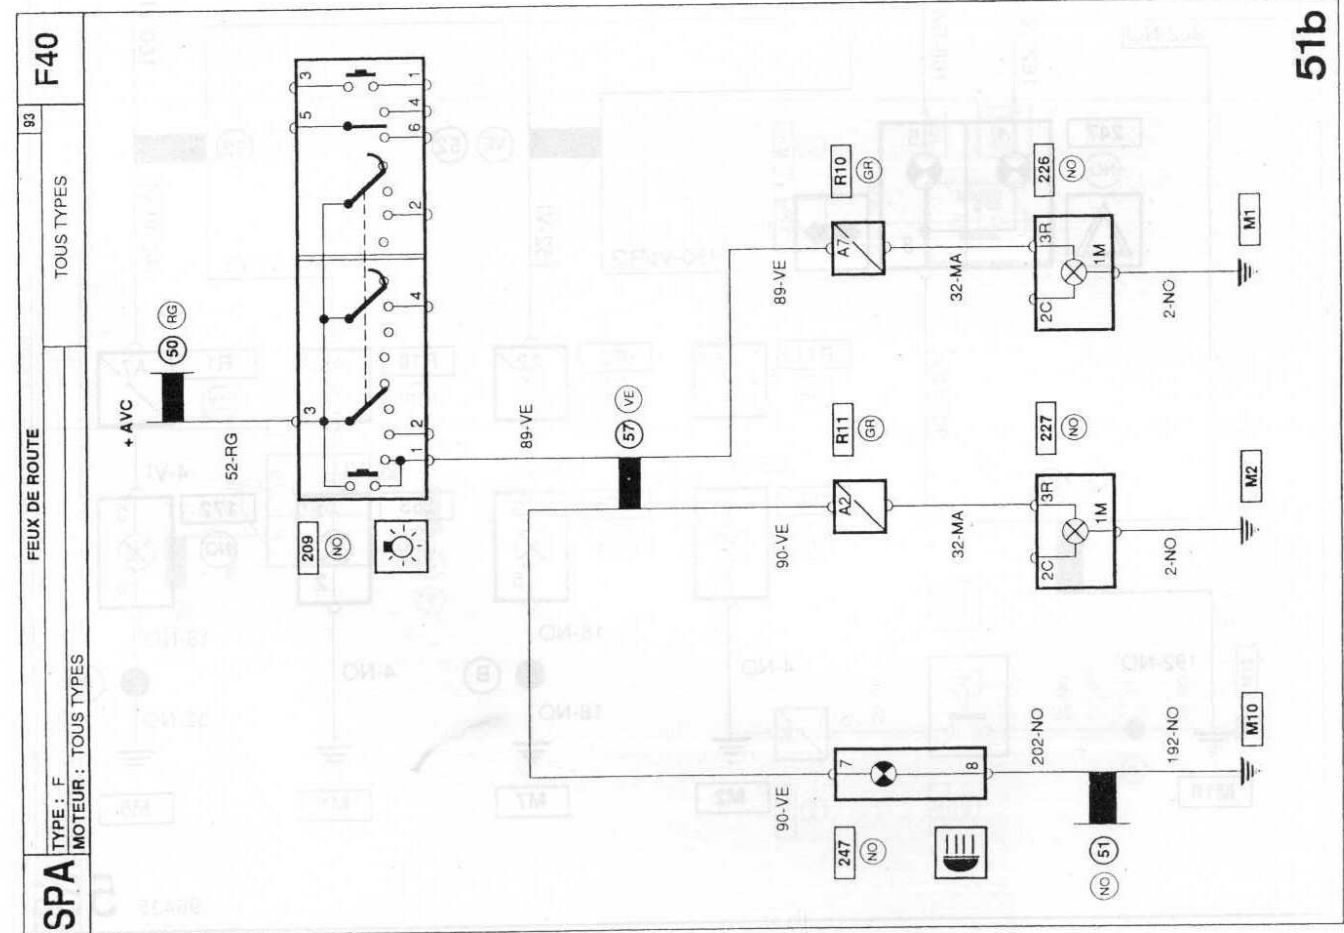 SPA
TYPE : F
MOTEUR : TOUS TYPES
FEUX DE ROUTE
93
TOUS TYPES
F40
51b
+ AVC
50
RG
52-RG
209
NO
3
1
2
4
2
6
4
1
5
3
89-VE
57
VE
89-VE
R10
GR
A7
32-MA
226
NO
3R
2C
1M
2-NO
M1
90-VE
R11
GR
A2
32-MA
227
NO
3R
2C
1M
2-NO
M2
90-VE
247
NO
7
8
202-NO
NO
51
192-NO
M10